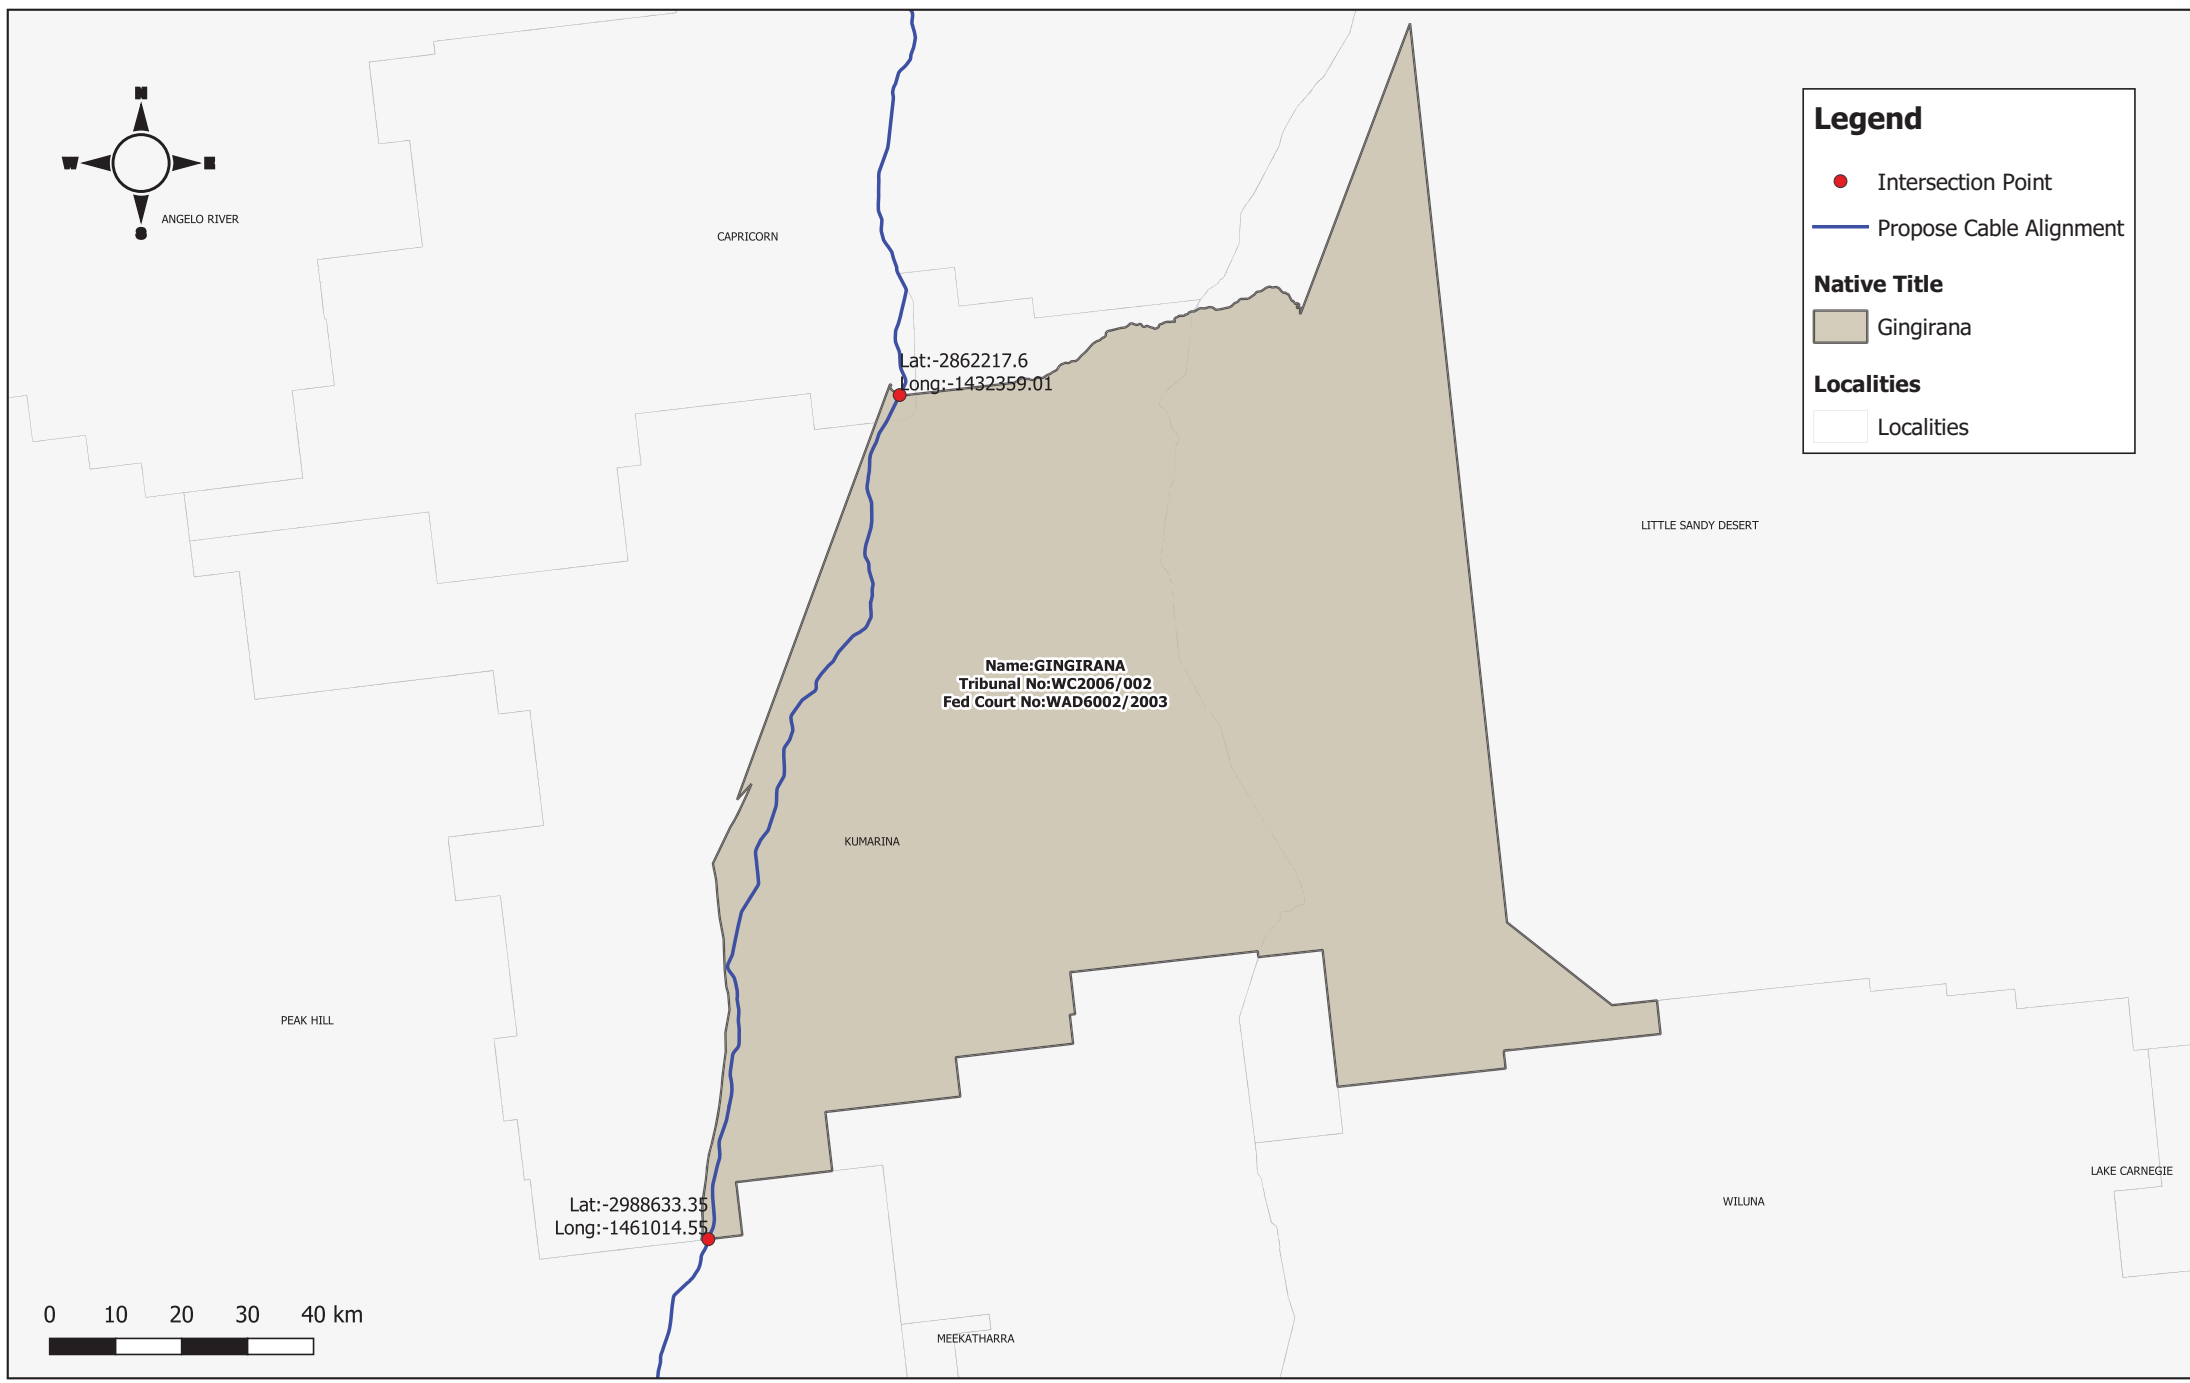 N
W
E
S
ANGELO RIVER
CAPRICORN
Legend
Intersection Point
Propose Cable Alignment
Native Title
Gingirana
Localities
Localities
Lat:-2862217.6
Long:-1432359.01
LITTLE SANDY DESERT
Name:GINGIRANA
Tribunal No:WC2006/002
Fed Court No:WAD6002/2003
KUMARINA
PEAK HILL
LAKE CARNEGIE
WILUNA
Lat:-2988633.35
Long:-1461014.55
0 10 20 30 40 km
MEEKATHARRA